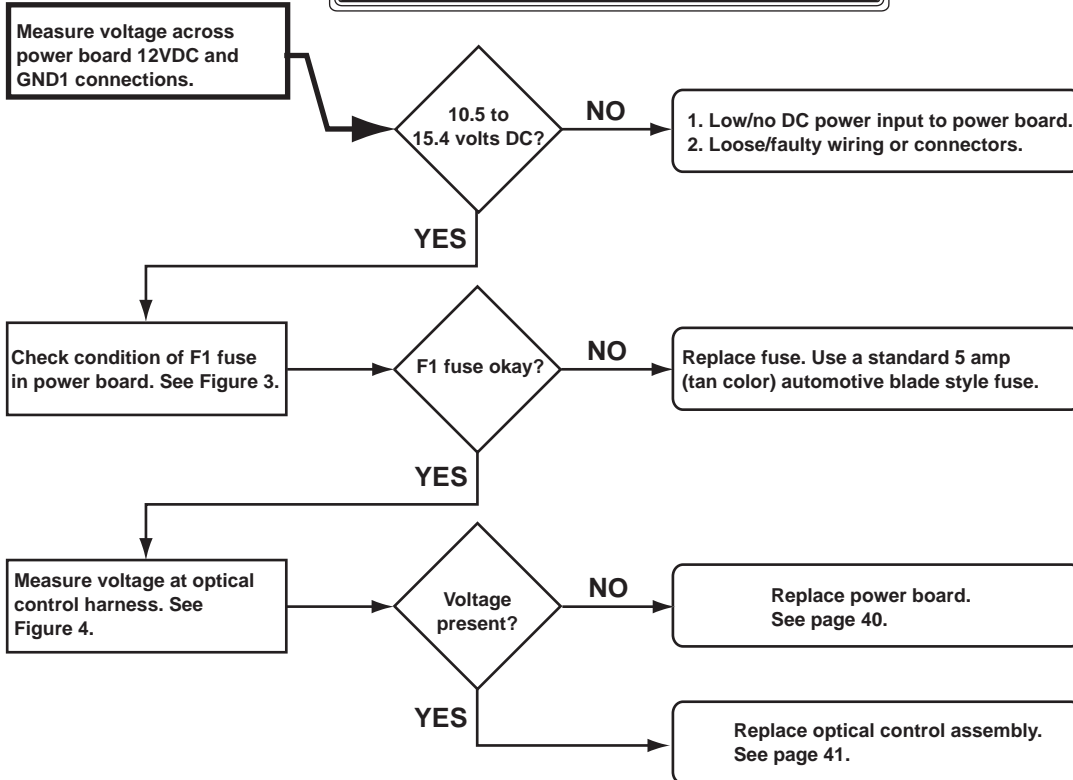 Measure voltage across
power board 12VDC and
GND1 connections.
10.5 to
15.4 volts DC?
NO
1. Low/no DC power input to power board.
2. Loose/faulty wiring or connectors.
YES
Check condition of F1 fuse
in power board. See Figure 3.
F1 fuse okay?
NO
Replace fuse. Use a standard 5 amp
(tan color) automotive blade style fuse.
YES
Measure voltage at optical
control harness. See
Figure 4.
Voltage
present?
NO
Replace power board.
See page 40.
YES
Replace optical control assembly.
See page 41.